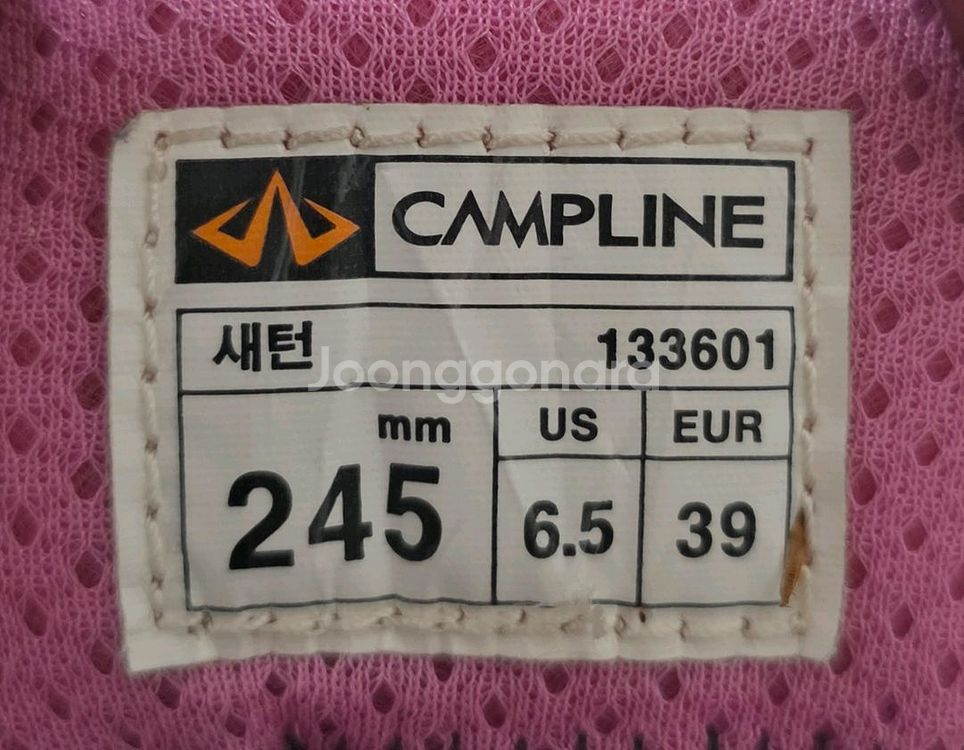 CAMPLINE
새턴 133601
Joonggonara
mm US EUR
245 6.5 39